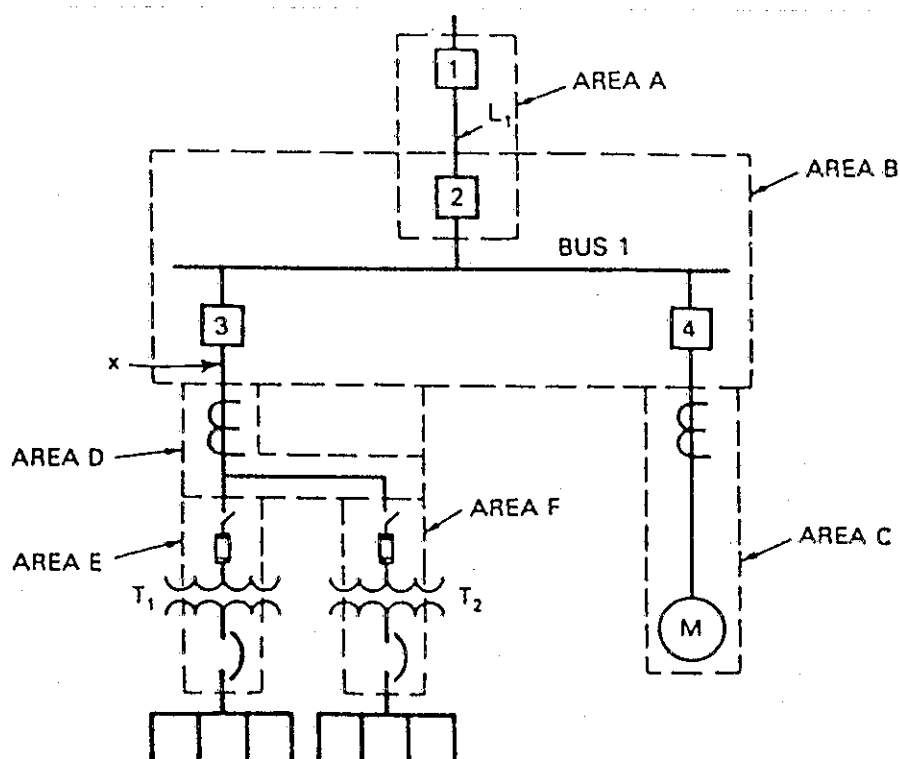 1
AREA A
L₁
AREA B
2
BUS 1
3
4
x
AREA D
AREA F
AREA E
AREA C
T₁
T₂
M